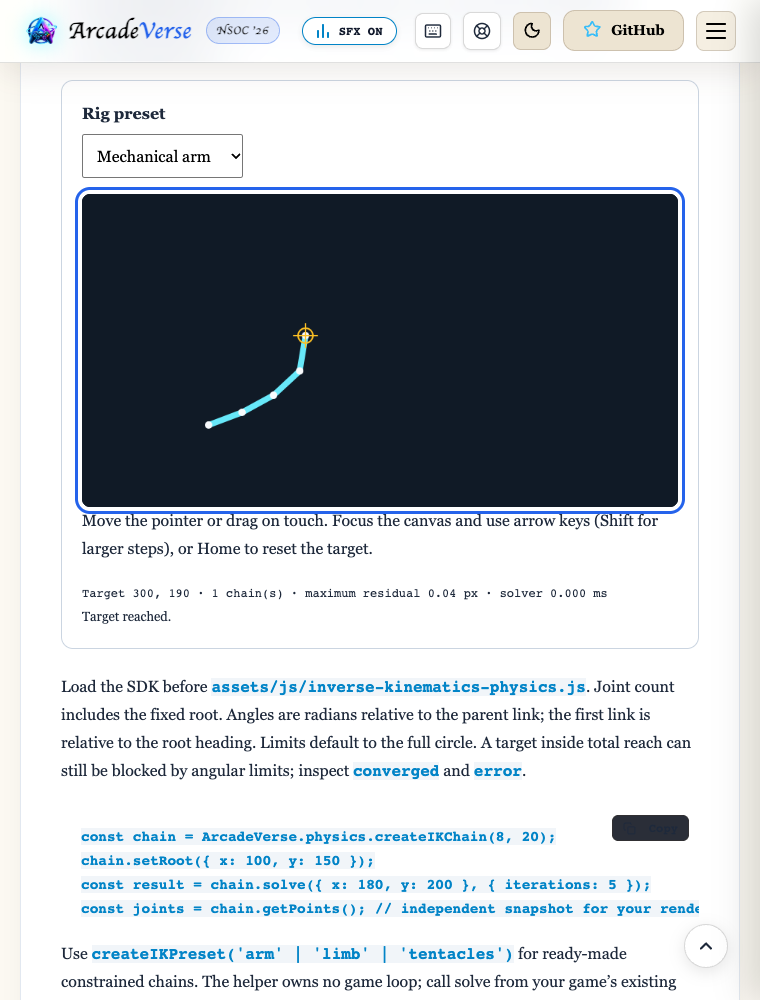 ArcadeVerse NSOC '26 SFX ON GitHub
Rig preset
Mechanical arm
Move the pointer or drag on touch. Focus the canvas and use arrow keys (Shift for
larger steps), or Home to reset the target.
Target 300, 190 · 1 chain(s) · maximum residual 0.04 px · solver 0.000 ms
Target reached.
Load the SDK before assets/js/inverse-kinematics-physics.js. Joint count
includes the fixed root. Angles are radians relative to the parent link; the first link is
relative to the root heading. Limits default to the full circle. A target inside total reach can
still be blocked by angular limits; inspect converged and error.
Copy
const chain = ArcadeVerse.physics.createIKChain(8, 20);
chain.setRoot({ x: 100, y: 150 });
const result = chain.solve({ x: 180, y: 200 }, { iterations: 5 });
const joints = chain.getPoints(); // independent snapshot for your rende
Use createIKPreset('arm' | 'limb' | 'tentacles') for ready-made
constrained chains. The helper owns no game loop; call solve from your game’s existing